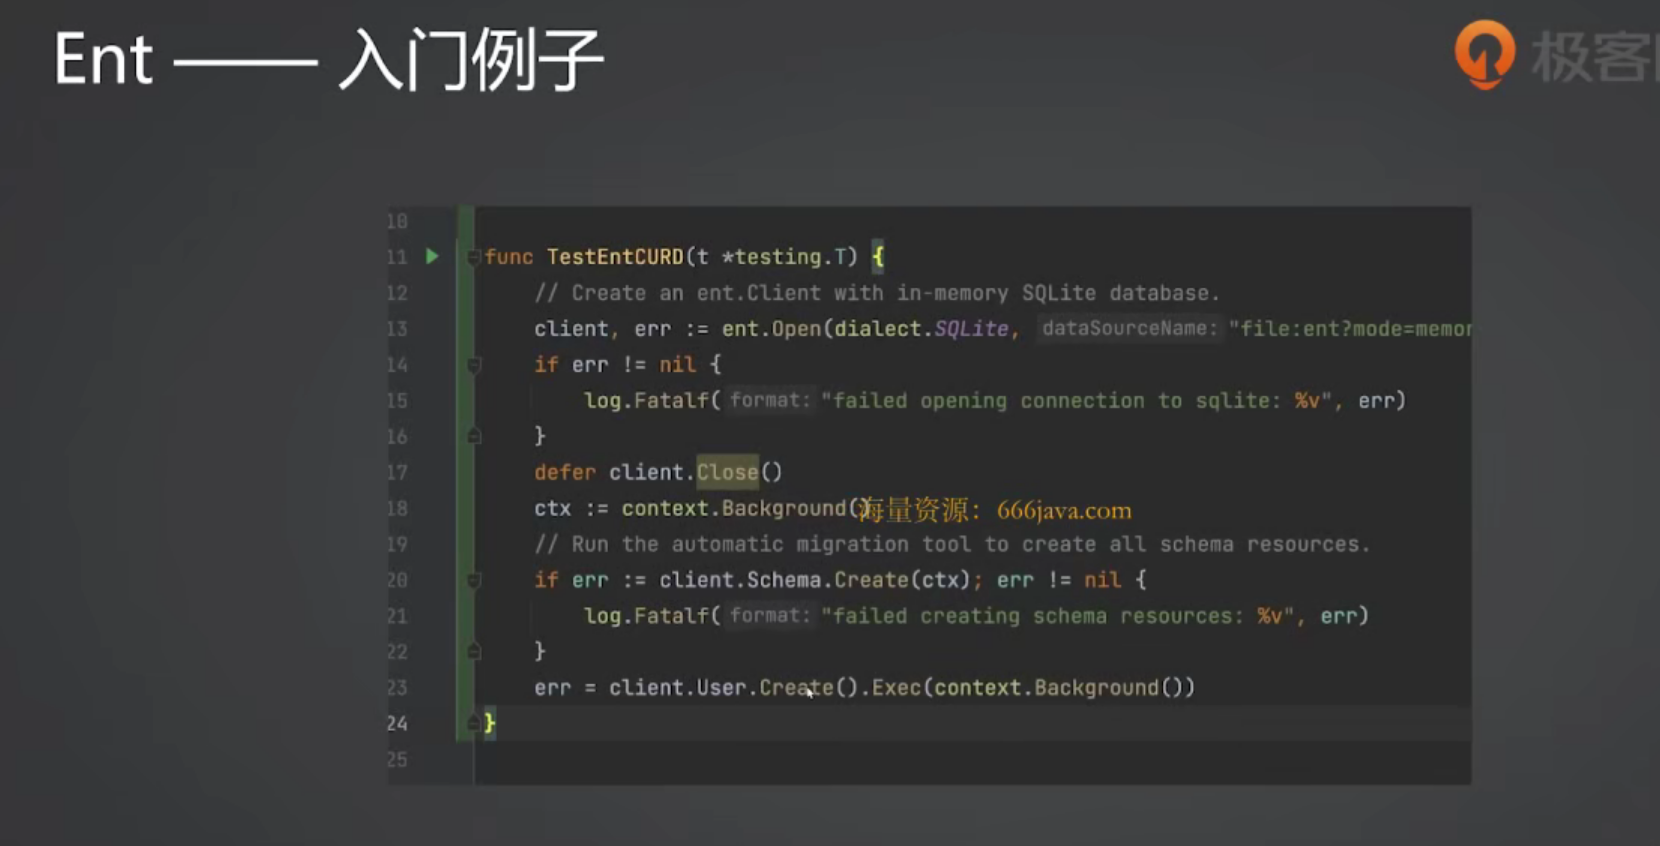 Ent —— 入门例子
极客
10
11 func TestEntCURD(t *testing.T) {
12 // Create an ent.Client with in-memory SQLite database.
13 client, err := ent.Open(dialect.SQLite, dataSourceName: "file:ent?mode=memor
14 if err != nil {
15 log.Fatalf( format: "failed opening connection to sqlite: %v", err)
16 }
17 defer client.Close()
18 ctx := context.Background()
海量资源：666java.com
19 // Run the automatic migration tool to create all schema resources.
20 if err := client.Schema.Create(ctx); err != nil {
21 log.Fatalf( format: "failed creating schema resources: %v", err)
22 }
23 err = client.User.Create().Exec(context.Background())
24 }
25